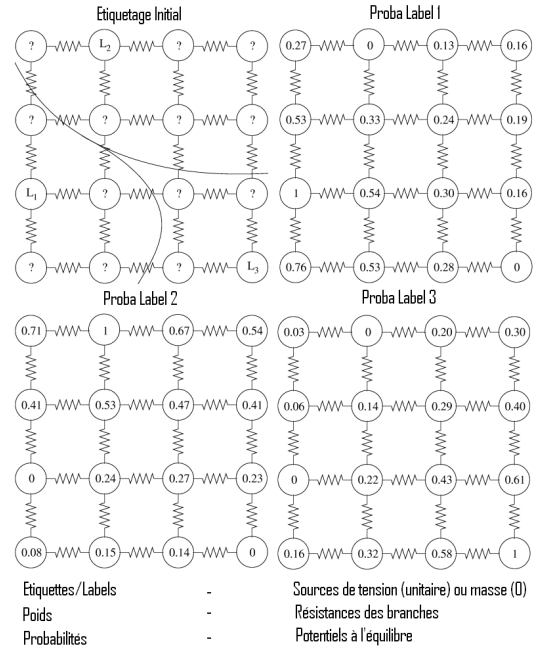 Etiquetage Initial
Proba Label 1
? L2 ? ?
0.27 0 0.13 0.16
? ? ? ?
0.53 0.33 0.24 0.19
L1 ? ? ?
1 0.54 0.30 0.16
? ? ? L3
0.76 0.53 0.28 0
Proba Label 2
Proba Label 3
0.71 1 0.67 0.54
0.03 0 0.20 0.30
0.41 0.53 0.47 0.41
0.06 0.14 0.29 0.40
0 0.24 0.27 0.23
0 0.22 0.43 0.61
0.08 0.15 0.14 0
0.16 0.32 0.58 1
Etiquettes/Labels - Sources de tension (unitaire) ou masse (0)
Poids - Résistances des branches
Probabilités - Potentiels à l'équilibre